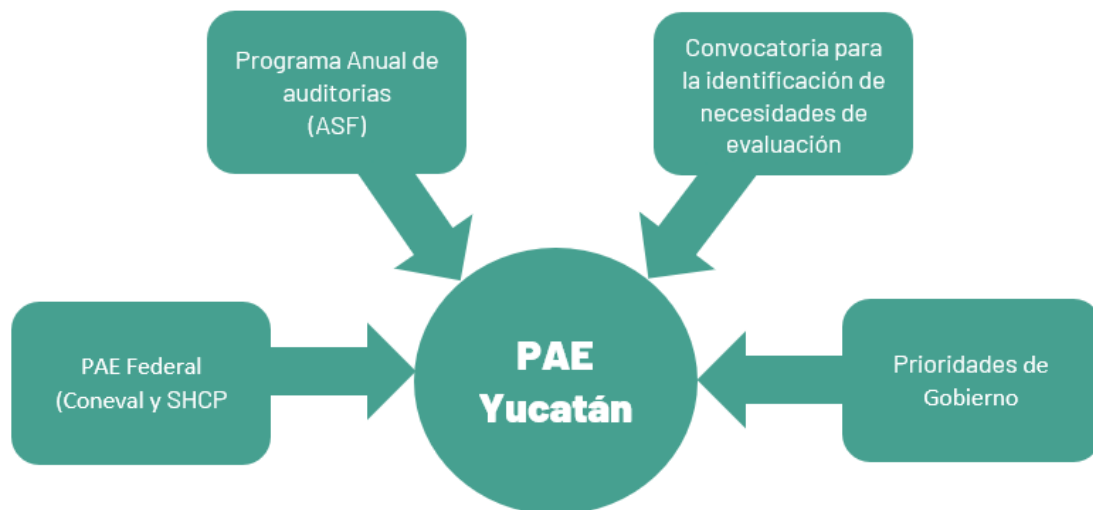 Programa Anual de
auditorias
(ASF)
Convocatoria para
la identificación de
necesidades de
evaluación
PAE Federal
(Coneval y SHCP
PAE
Yucatán
Prioridades de
Gobierno